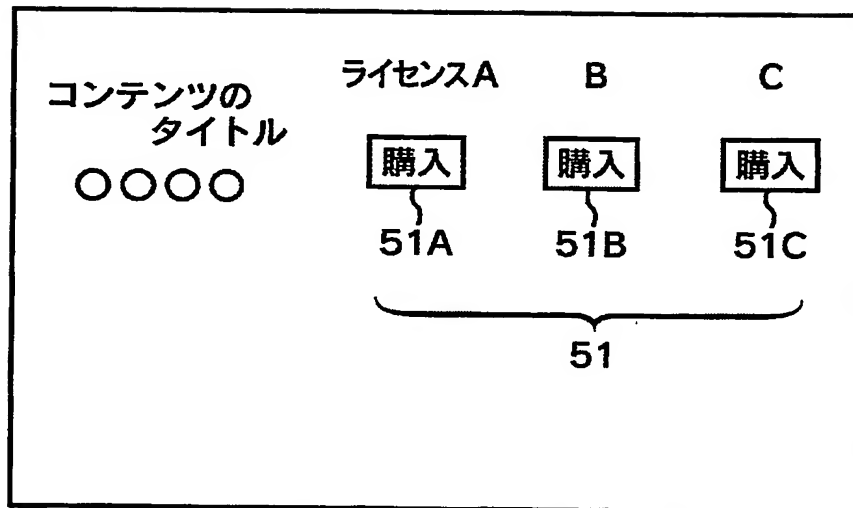 ライセンスA B C
コンテンツの
タイトル
○○○○
購入 購入 購入
51A 51B 51C
51